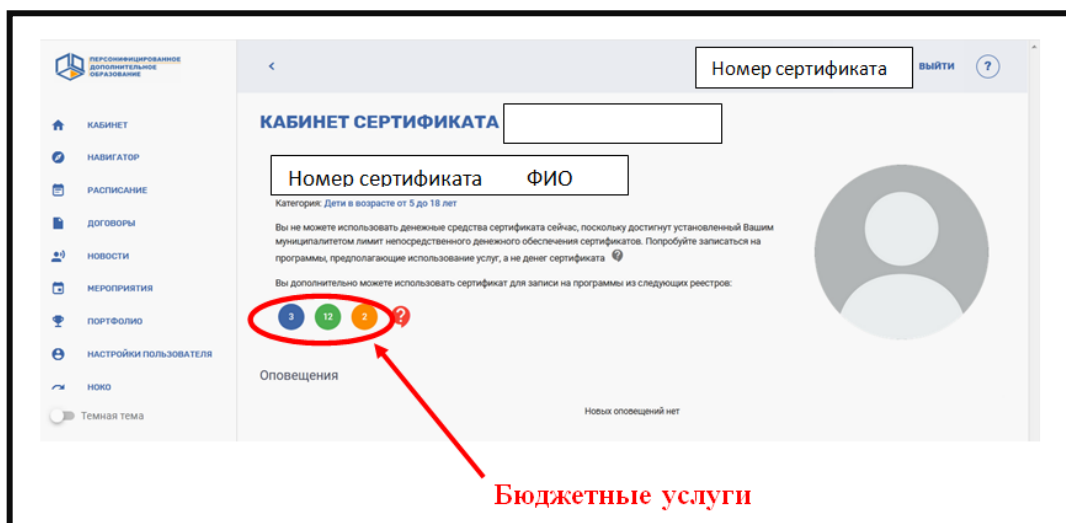 ПЕРСОНИФИЦИРОВАННОЕ
ДОПОЛНИТЕЛЬНОЕ
ОБРАЗОВАНИЕ
Номер сертификата
ВЫЙТИ
?
КАБИНЕТ
НАВИГАТОР
РАСПИСАНИЕ
ДОГОВОРЫ
НОВОСТИ
МЕРОПРИЯТИЯ
ПОРТФОЛИО
НАСТРОЙКИ ПОЛЬЗОВАТЕЛЯ
НОКО
Темная тема
КАБИНЕТ СЕРТИФИКАТА
Номер сертификата ФИО
Категория: Дети в возрасте от 5 до 18 лет
Вы не можете использовать денежные средства сертификата сейчас, поскольку достигнут установленный Вашим
муниципалитетом лимит непосредственного денежного обеспечения сертификатов. Попробуйте записаться на
программы, предполагающие использование услуг, а не денег сертификата ?
Вы дополнительно можете использовать сертификат для записи на программы из следующих реестров:
3 12 2 ?
Оповещения
Новых оповещений нет
Бюджетные услуги